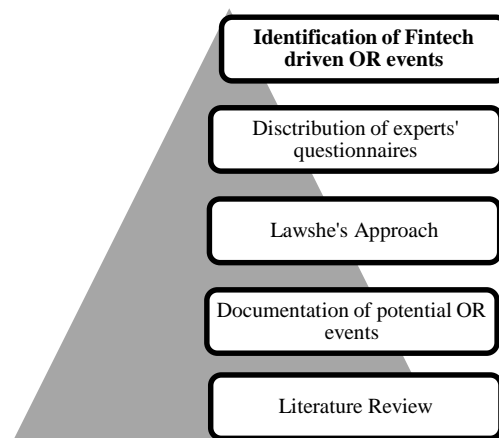 Identification of Fintech
driven OR events
Disctribution of experts'
questionnaires
Lawshe's Approach
Documentation of potential OR
events
Literature Review